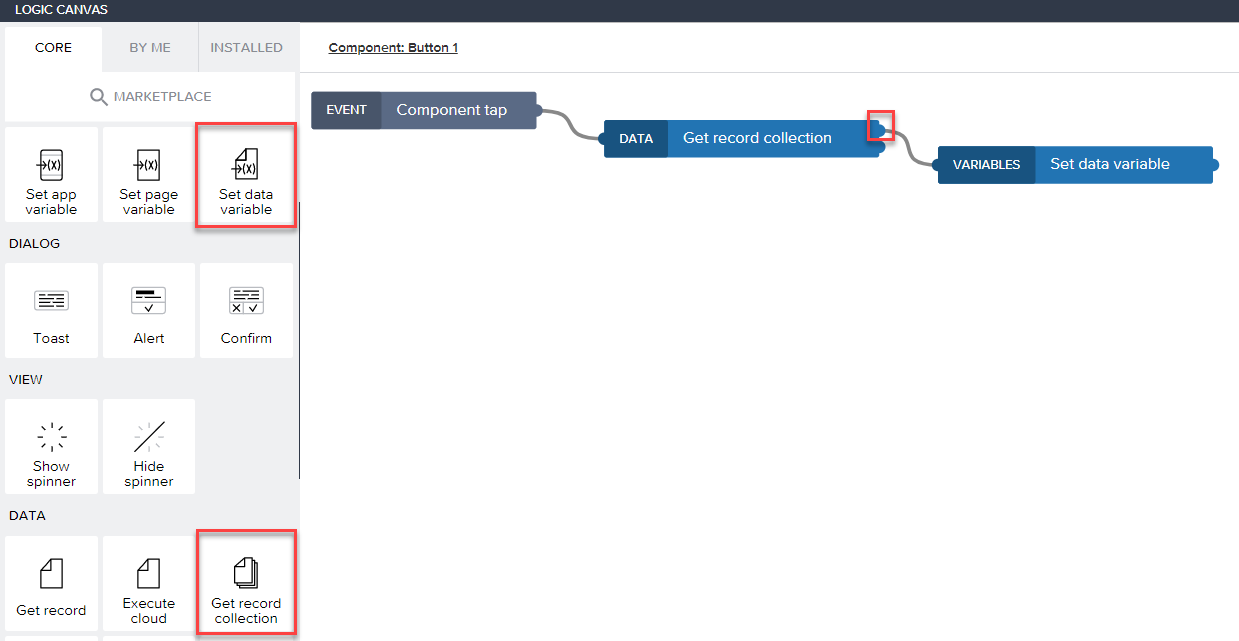 LOGIC CANVAS
CORE
BY ME
INSTALLED
MARKETPLACE
(x)
(x)
(x)
Set app
variable
Set page
variable
Set data
variable
DIALOG
Toast
Alert
Confirm
VIEW
Show
spinner
Hide
spinner
DATA
Get record
Execute
cloud
Get record
collection
Component: Button 1
EVENT
Component tap
DATA
Get record collection
VARIABLES
Set data variable